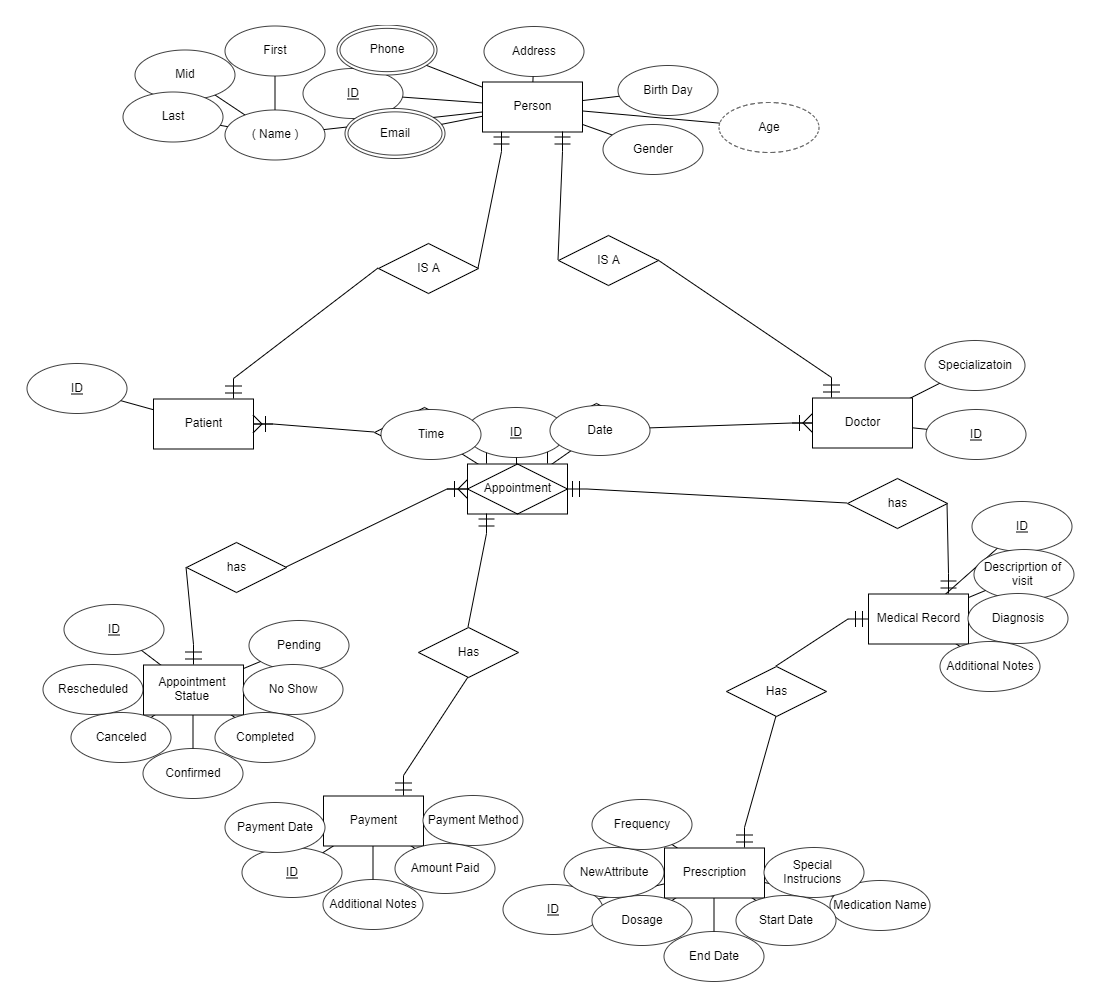 First
Phone
Address
Mid
ID
Birth Day
Person
Last
( Name )
Email
Age
Gender
IS A
IS A
Specializatoin
ID
Patient
Doctor
Time
ID
Date
ID
Appointment
has
ID
has
Descriprtion of
visit
Medical Record
Diagnosis
ID
Pending
Has
Additional Notes
Appointment
Statue
Rescheduled
No Show
Has
Canceled
Completed
Confirmed
Payment Date
Payment
Payment Method
Frequency
ID
Amount Paid
NewAttribute
Prescription
Special
Instrucions
Additional Notes
ID
Dosage
Start Date
Medication Name
End Date